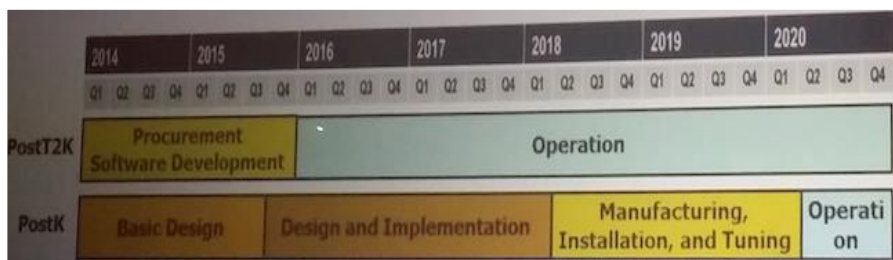 2014 2015 2016 2017 2018 2019 2020
Q1 Q2 Q3 Q4 Q1 Q2 Q3 Q4 Q1 Q2 Q3 Q4 Q1 Q2 Q3 Q4 Q1 Q2 Q3 Q4 Q1 Q2 Q3 Q4 Q1 Q2 Q3 Q4
PostT2K
Procurement
Software Development
Operation
PostK
Basic Design
Design and Implementation
Manufacturing,
Installation, and Tuning
Operati
on